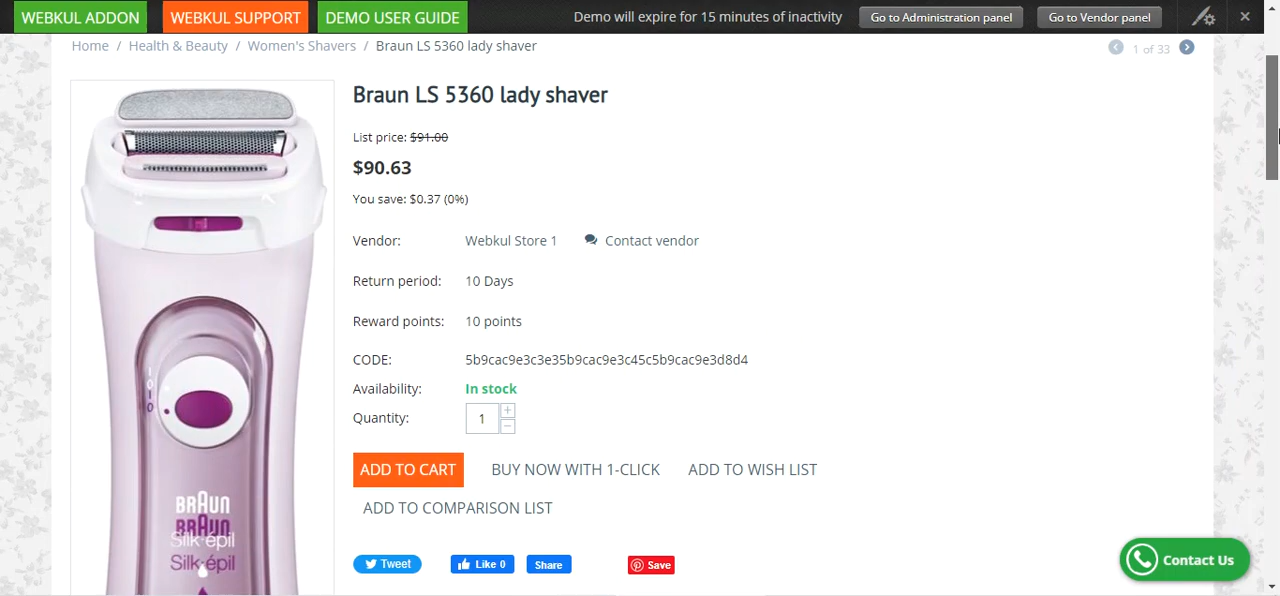 WEBKUL ADDON WEBKUL SUPPORT DEMO USER GUIDE Demo will expire for 15 minutes of inactivity Go to Administration panel Go to Vendor panel
Home / Health & Beauty / Women's Shavers / Braun LS 5360 lady shaver 1 of 33
Braun LS 5360 lady shaver
List price: $91.00
$90.63
You save: $0.37 (0%)
Vendor: Webkul Store 1 Contact vendor
Return period: 10 Days
Reward points: 10 points
CODE: 5b9cac9e3c3e35b9cac9e3c45c5b9cac9e3d8d4
Availability: In stock
Quantity: 1 + −
ADD TO CART BUY NOW WITH 1-CLICK ADD TO WISH LIST
ADD TO COMPARISON LIST
Tweet Like 0 Share Save
Contact Us
BRAUN
BRAUN
Silk·épil
Silk·épil